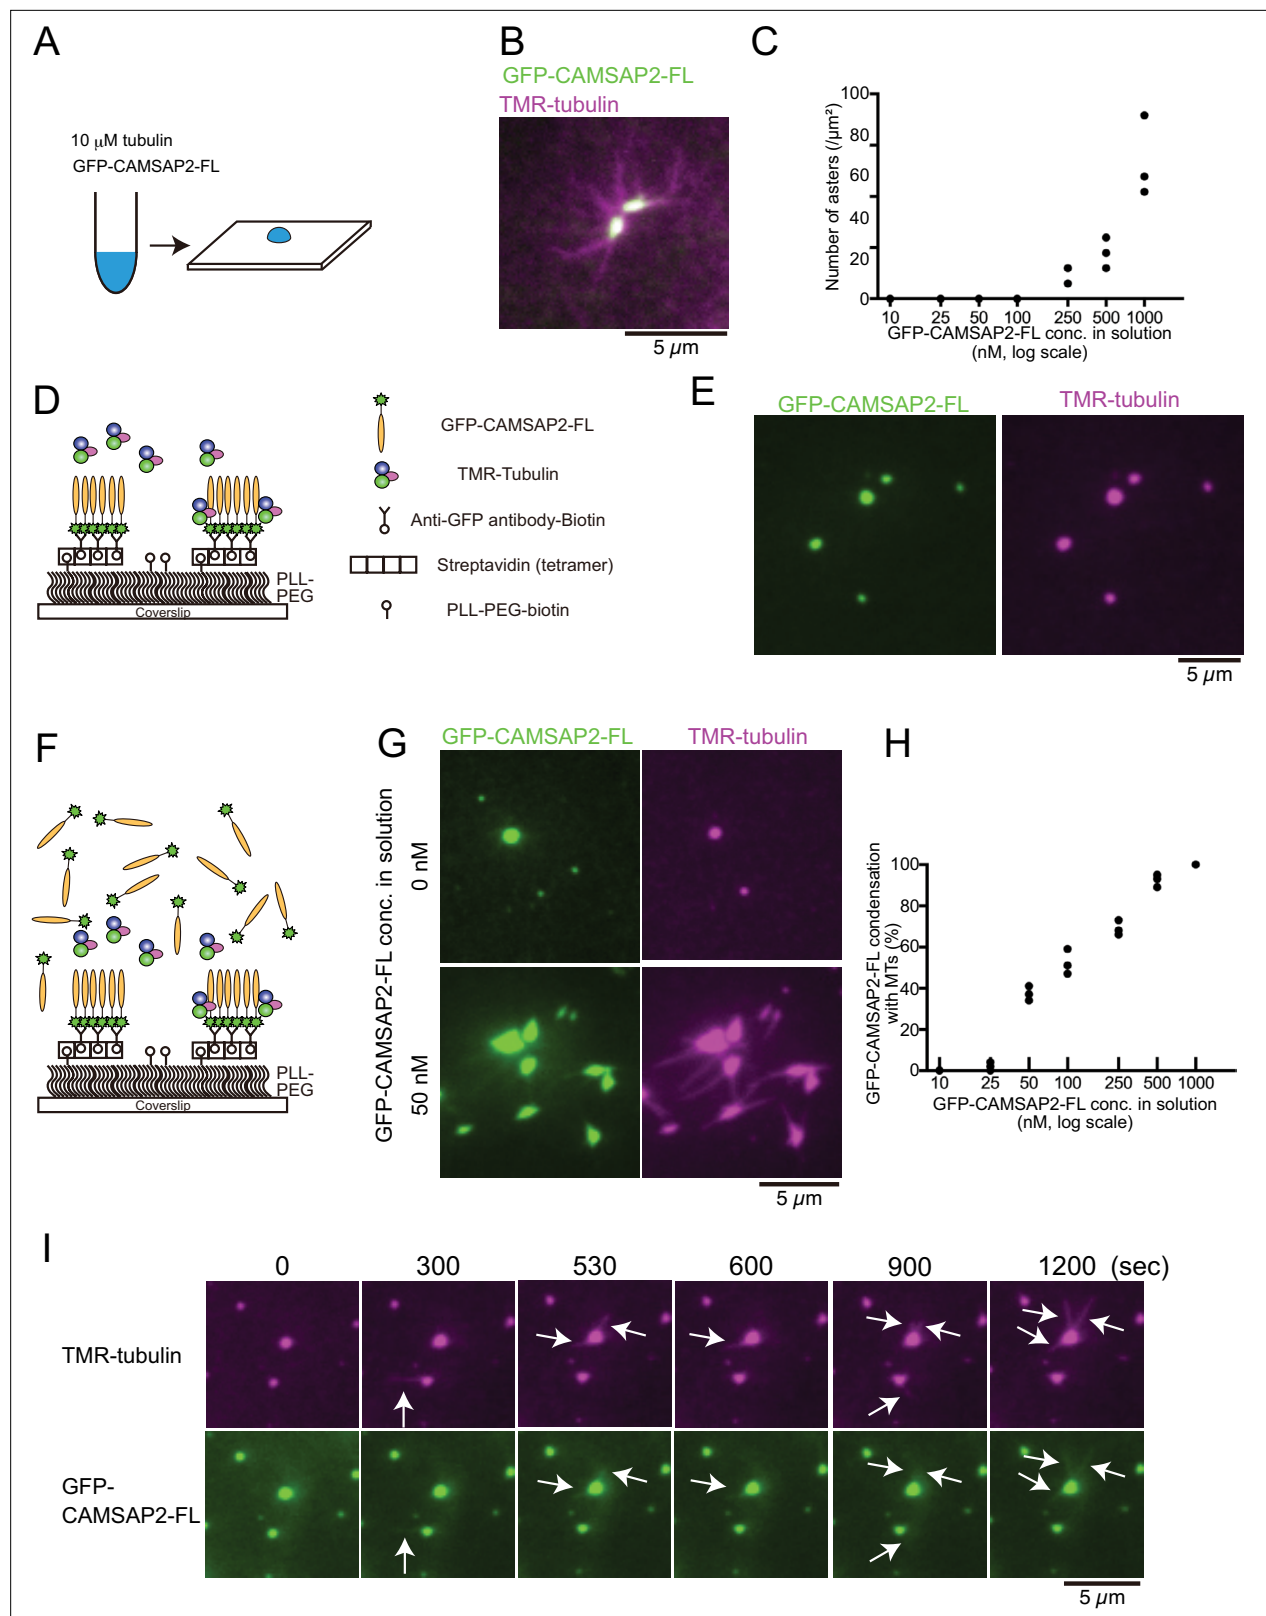 A
10 μM tubulin
GFP-CAMSAP2-FL
B
GFP-CAMSAP2-FL
TMR-tubulin
5 µm
C
Number of asters (/µm²)
100
80
60
40
20
0
10 25 50 100 250 500 1000
GFP-CAMSAP2-FL conc. in solution
(nM, log scale)
D
PLL-
PEG
Coverslip
GFP-CAMSAP2-FL
TMR-Tubulin
Anti-GFP antibody-Biotin
Streptavidin (tetramer)
PLL-PEG-biotin
E
GFP-CAMSAP2-FL TMR-tubulin
5 µm
F
PLL-
PEG
Coverslip
G
GFP-CAMSAP2-FL TMR-tubulin
GFP-CAMSAP2-FL conc. in solution
0 nM
50 nM
5 µm
H
GFP-CAMSAP2-FL condensation
with MTs (%)
100
80
60
40
20
0
10 25 50 100 250 500 1000
GFP-CAMSAP2-FL conc. in solution
(nM, log scale)
I
0 300 530 600 900 1200 (sec)
TMR-tubulin
GFP-
CAMSAP2-FL
5 µm